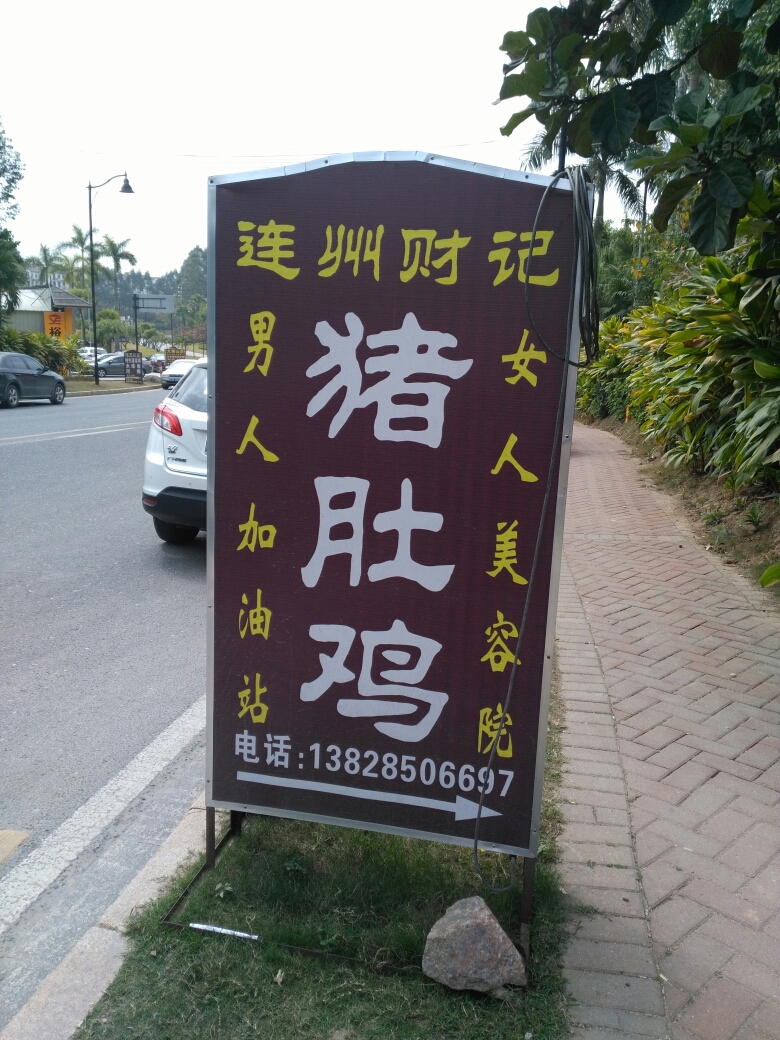 连州财记
男人加油站
猪肚鸡
女人美容院
电话:13828506697
裕